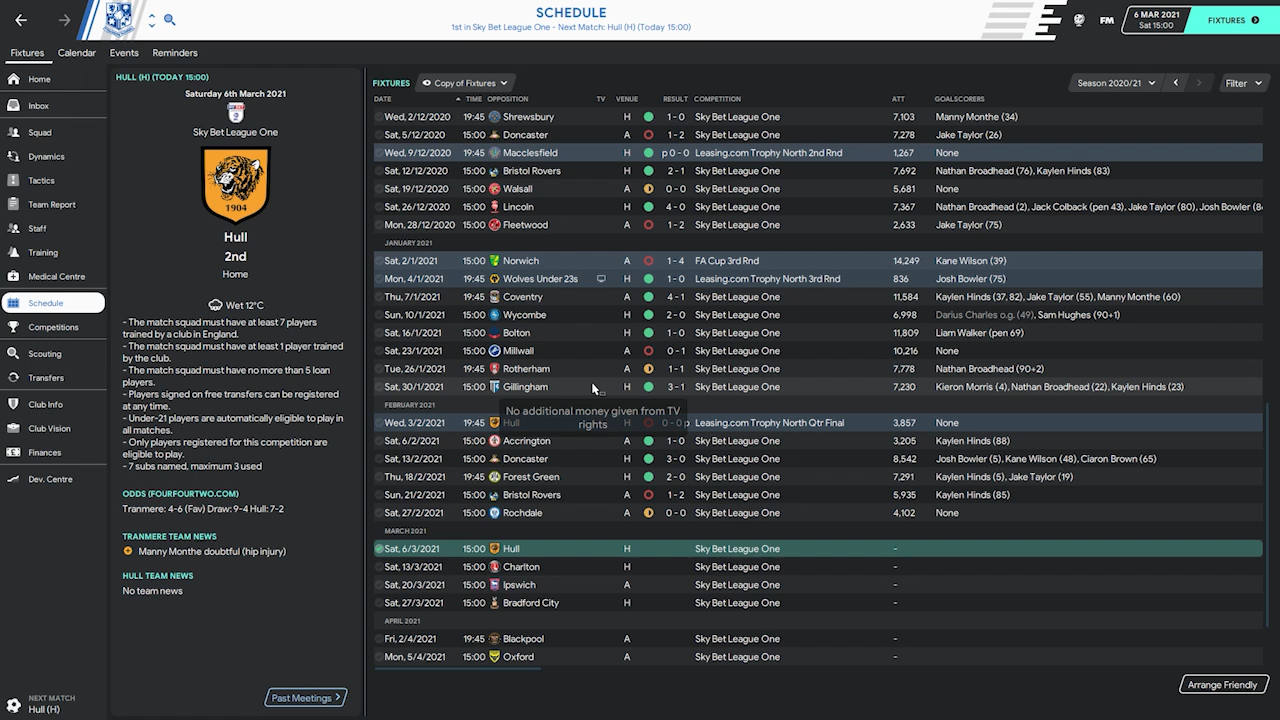 SCHEDULE
1st in Sky Bet League One - Next Match: Hull (H) (Today 15:00)
FM
6 MAR 2021
Sat 15:00
FIXTURES
Fixtures
Calendar
Events
Reminders
Home
Inbox
Squad
Dynamics
Tactics
Team Report
Staff
Training
Medical Centre
Schedule
Competitions
Scouting
Transfers
Club Info
Club Vision
Finances
Dev. Centre
NEXT MATCH
Hull (H)
HULL (H) (TODAY 15:00)
Saturday 6th March 2021
Sky Bet League One
1904
Hull
2nd
Home
Wet 12°C
- The match squad must have at least 7 players
trained by a club in England.
- The match squad must have at least 1 player trained
by the club.
- The match squad must have no more than 5 loan
players.
- Players signed on free transfers can be registered
at any time.
- Under-21 players are automatically eligible to play in
all matches.
- Only players registered for this competition are
eligible to play.
- 7 subs named, maximum 3 used
ODDS (FOURFOURTWO.COM)
Tranmere: 4-6 (Fav) Draw: 9-4 Hull: 7-2
TRANMERE TEAM NEWS
Manny Monthe doubtful (hip injury)
HULL TEAM NEWS
No team news
Past Meetings
FIXTURES
Copy of Fixtures
Season 2020/21
Filter
DATE TIME OPPOSITION TV VENUE RESULT COMPETITION ATT GOALSCORERS
Wed, 2/12/2020 19:45 Shrewsbury H 1-0 Sky Bet League One 7,103 Manny Monthe (34)
Sat, 5/12/2020 15:00 Doncaster A 1-2 Sky Bet League One 7,278 Jake Taylor (26)
Wed, 9/12/2020 19:45 Macclesfield H p 0-0 Leasing.com Trophy North 2nd Rnd 1,267 None
Sat, 12/12/2020 15:00 Bristol Rovers H 2-1 Sky Bet League One 7,692 Nathan Broadhead (76), Kaylen Hinds (83)
Sat, 19/12/2020 15:00 Walsall A 0-0 Sky Bet League One 5,681 None
Sat, 26/12/2020 15:00 Lincoln H 4-0 Sky Bet League One 7,367 Nathan Broadhead (2), Jack Colback (pen 43), Jake Taylor (80), Josh Bowler (8
Mon, 28/12/2020 15:00 Fleetwood A 1-2 Sky Bet League One 2,633 Jake Taylor (75)
JANUARY 2021
Sat, 2/1/2021 15:00 Norwich A 1-4 FA Cup 3rd Rnd 14,249 Kane Wilson (39)
Mon, 4/1/2021 19:45 Wolves Under 23s H 1-0 Leasing.com Trophy North 3rd Rnd 836 Josh Bowler (75)
Thu, 7/1/2021 19:45 Coventry A 4-1 Sky Bet League One 11,584 Kaylen Hinds (37, 82), Jake Taylor (55), Manny Monthe (60)
Sun, 10/1/2021 15:00 Wycombe H 2-0 Sky Bet League One 6,998 Darius Charles o.g. (49), Sam Hughes (90+1)
Sat, 16/1/2021 15:00 Bolton H 1-0 Sky Bet League One 11,809 Liam Walker (pen 69)
Sat, 23/1/2021 15:00 Millwall A 0-1 Sky Bet League One 10,216 None
Tue, 26/1/2021 19:45 Rotherham A 1-1 Sky Bet League One 7,778 Nathan Broadhead (90+2)
Sat, 30/1/2021 15:00 Gillingham H 3-1 Sky Bet League One 7,230 Kieron Morris (4), Nathan Broadhead (22), Kaylen Hinds (23)
FEBRUARY 2021
No additional money given from TV
rights
Wed, 3/2/2021 19:45 Hull H 0-0 p Leasing.com Trophy North Qtr Final 3,857 None
Sat, 6/2/2021 15:00 Accrington A 1-0 Sky Bet League One 3,205 Kaylen Hinds (88)
Sat, 13/2/2021 15:00 Doncaster H 3-0 Sky Bet League One 8,542 Josh Bowler (5), Kane Wilson (48), Ciaron Brown (65)
Thu, 18/2/2021 19:45 Forest Green H 2-0 Sky Bet League One 7,291 Kaylen Hinds (5), Jake Taylor (19)
Sun, 21/2/2021 15:00 Bristol Rovers A 1-2 Sky Bet League One 5,935 Kaylen Hinds (85)
Sat, 27/2/2021 15:00 Rochdale A 0-0 Sky Bet League One 4,102 None
MARCH 2021
Sat, 6/3/2021 15:00 Hull H Sky Bet League One -
Sat, 13/3/2021 15:00 Charlton H Sky Bet League One -
Sat, 20/3/2021 15:00 Ipswich A Sky Bet League One -
Sat, 27/3/2021 15:00 Bradford City H Sky Bet League One -
APRIL 2021
Fri, 2/4/2021 19:45 Blackpool A Sky Bet League One -
Mon, 5/4/2021 15:00 Oxford A Sky Bet League One -
Arrange Friendly